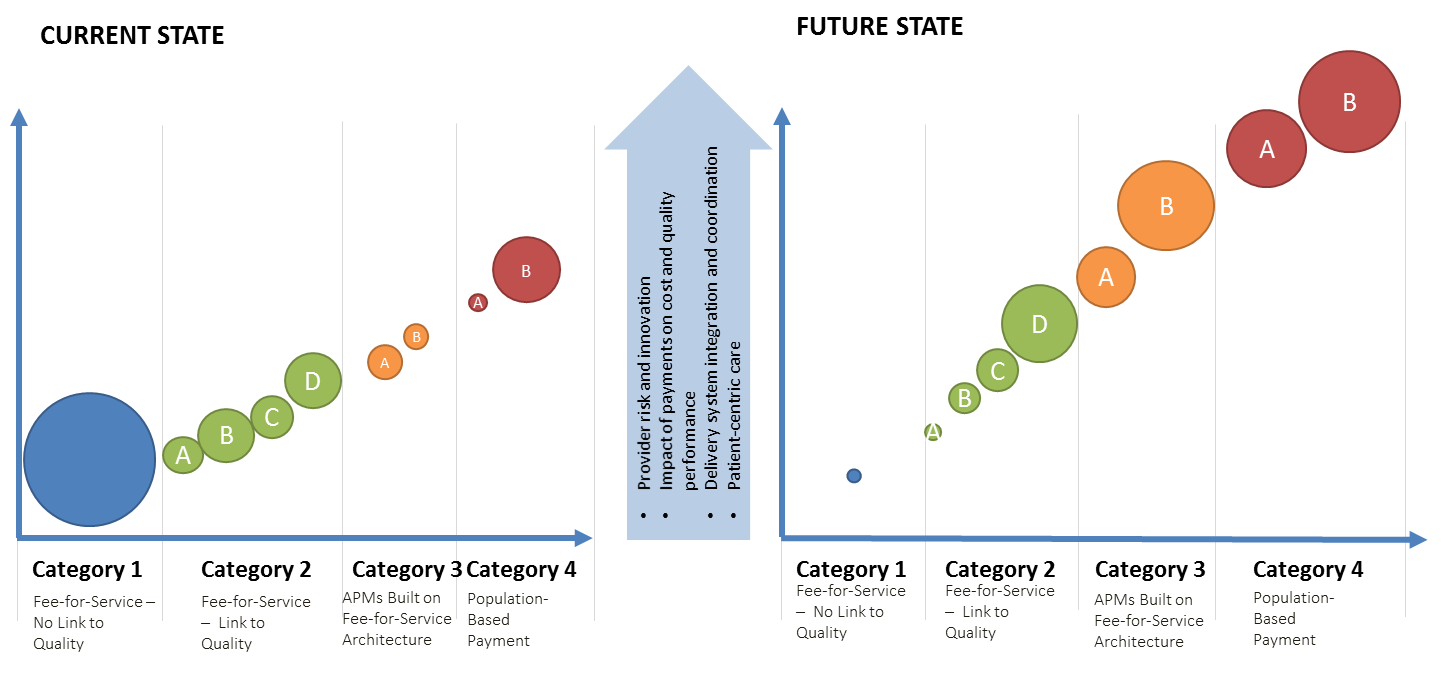 CURRENT STATE
A
B
C
D
A
B
A
B
Category 1
Fee-for-Service –
No Link to
Quality
Category 2
Fee-for-Service
– Link to
Quality
Category 3
APMs Built on
Fee-for-Service
Architecture
Category 4
Population-
Based
Payment
• Provider risk and innovation
• Impact of payments on cost and quality
performance
• Delivery system integration and coordination
• Patient-centric care
FUTURE STATE
A
B
C
D
A
B
A
B
Category 1
Fee-for-Service
– No Link to
Quality
Category 2
Fee-for-Service
– Link to
Quality
Category 3
APMs Built on
Fee-for-Service
Architecture
Category 4
Population-
Based
Payment